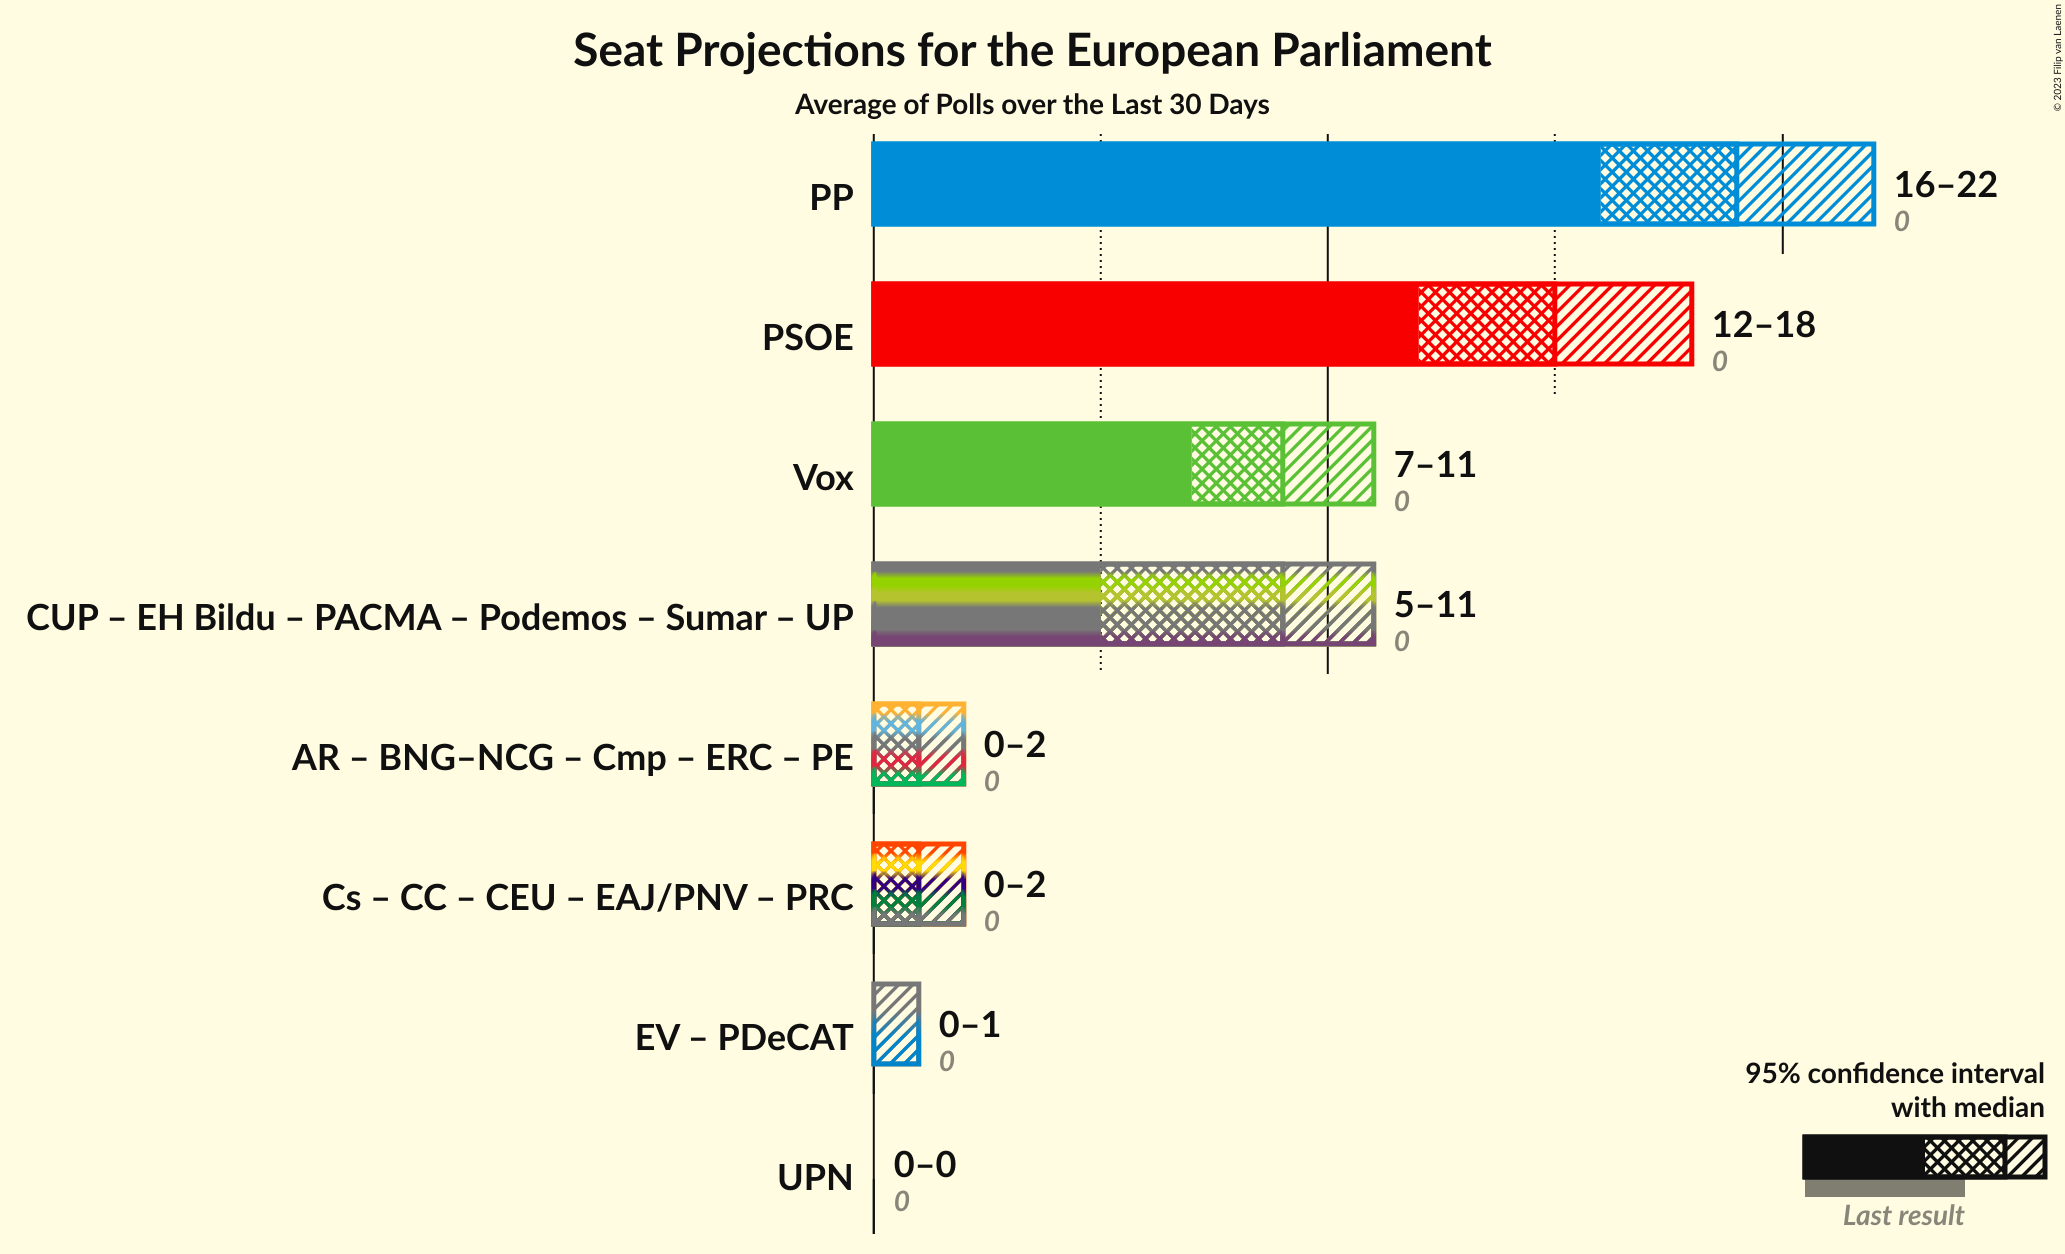 Seat Projections for the European Parliament
Average of Polls over the Last 30 Days
© 2023 Filip van Laenen
PP
16–22
0
PSOE
12–18
0
Vox
7–11
0
CUP – EH Bildu – PACMA – Podemos – Sumar – UP
5–11
0
AR – BNG–NCG – Cmp – ERC – PE
0–2
0
Cs – CC – CEU – EAJ/PNV – PRC
0–2
0
EV – PDeCAT
0–1
0
UPN
0–0
0
95% confidence interval
with median
Last result